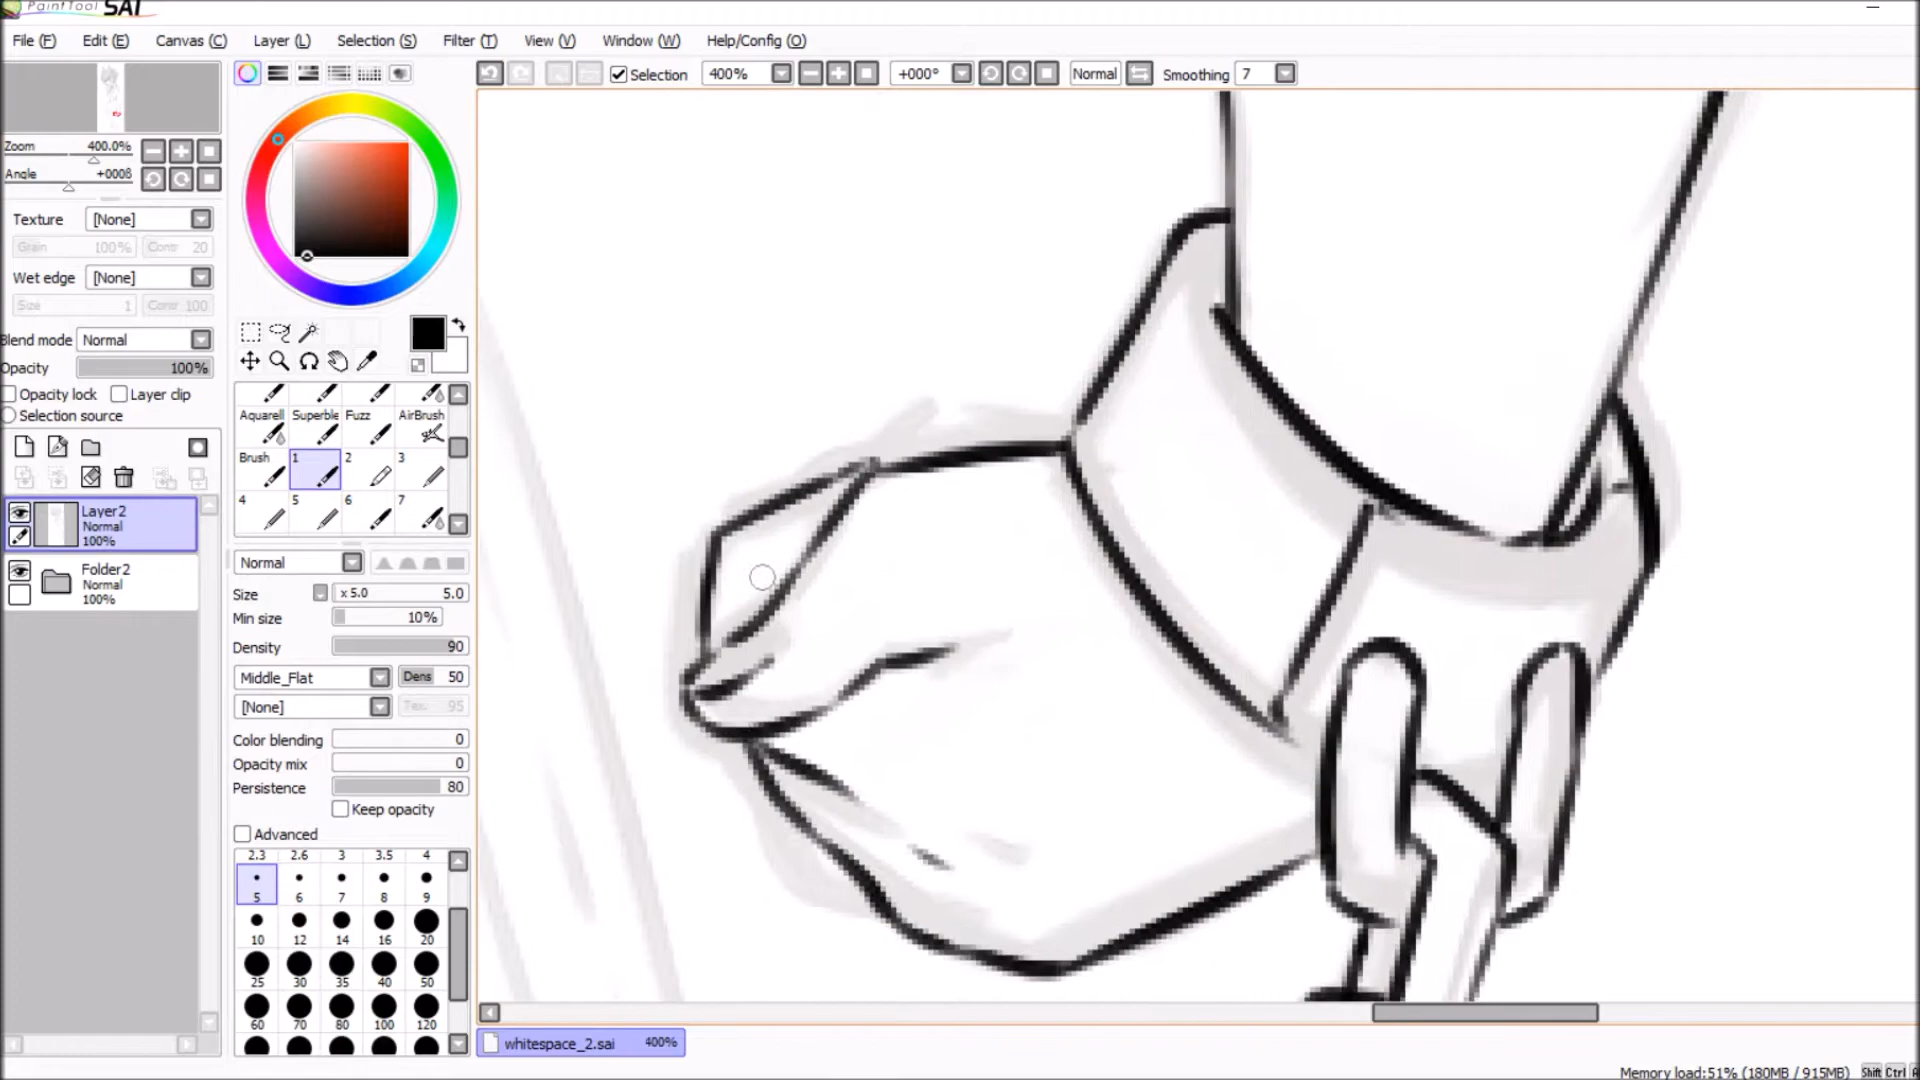 PaintTool SAI
File (F) Edit (E) Canvas (C) Layer (L) Selection (S) Filter (T) View (V) Window (W) Help/Config (O)
Selection 400% +000° Normal Smoothing 7
Zoom 400.0%
Angle
Texture [None]
Grain 100% Contr 20
Wet edge [None]
Size 1 Contr 100
Blend mode Normal
Opacity 100%
Opacity lock Layer clip
Selection source
Layer2
Normal
100%
Folder2
Normal
100%
Aquarell Superble Fuzz AirBrush
Brush 1 2 3
4 5 6 7
Normal
Size x 5.0 5.0
Min size 10%
Density 90
Middle_Flat Dens 50
[None] Tex. 95
Color blending 0
Opacity mix 0
Persistence 80
Keep opacity
Advanced
2.3 2.6 3 3.5 4
5 6 7 8 9
10 12 14 16 20
25 30 35 40 50
60 70 80 100 120
whitespace_2.sai 400%
Memory load:51% (180MB / 915MB) Shift Ctrl